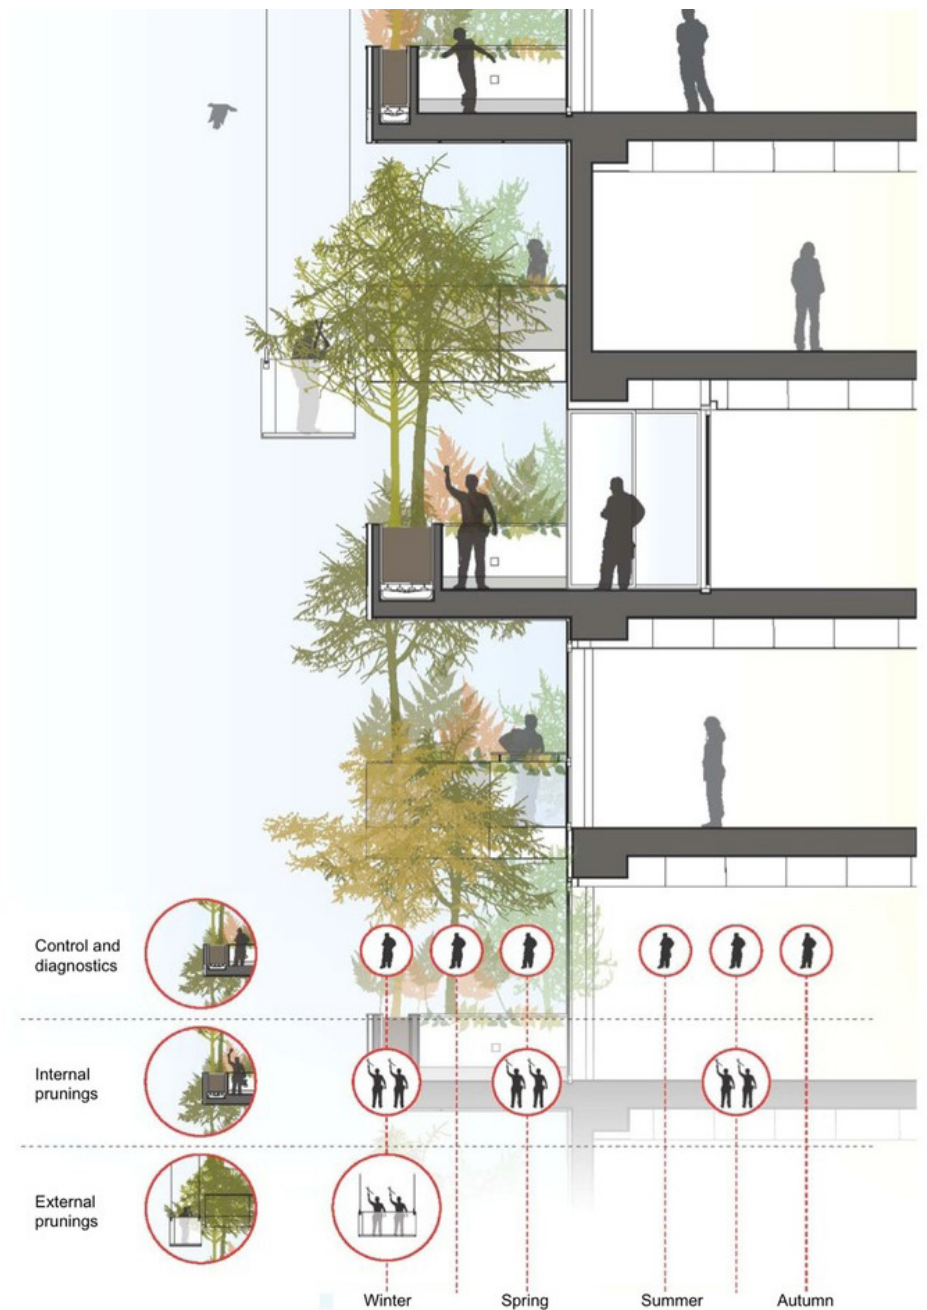 Control and
diagnostics
Internal
prunings
External
prunings
Winter
Spring
Summer
Autumn